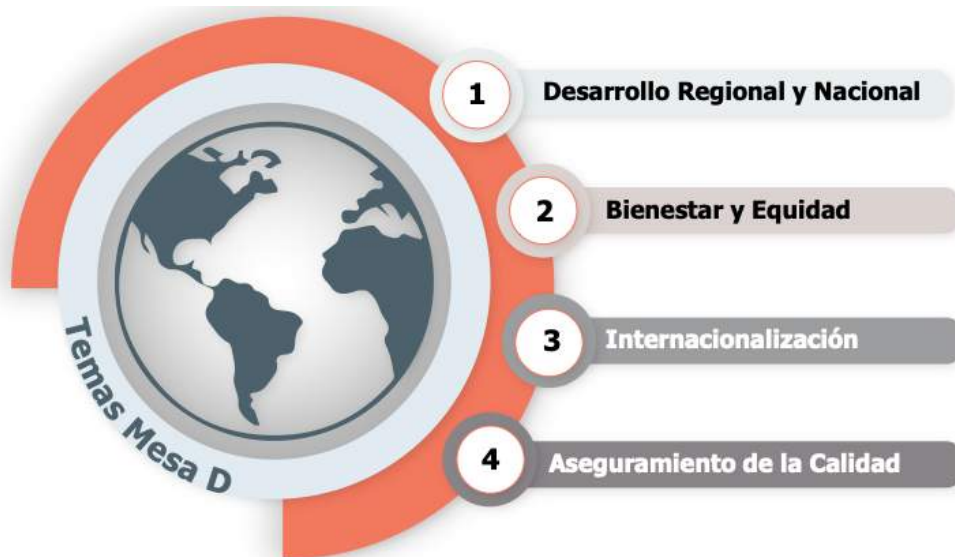 1 Desarrollo Regional y Nacional
2 Bienestar y Equidad
3 Internacionalización
4 Aseguramiento de la Calidad
Temas Mesa D